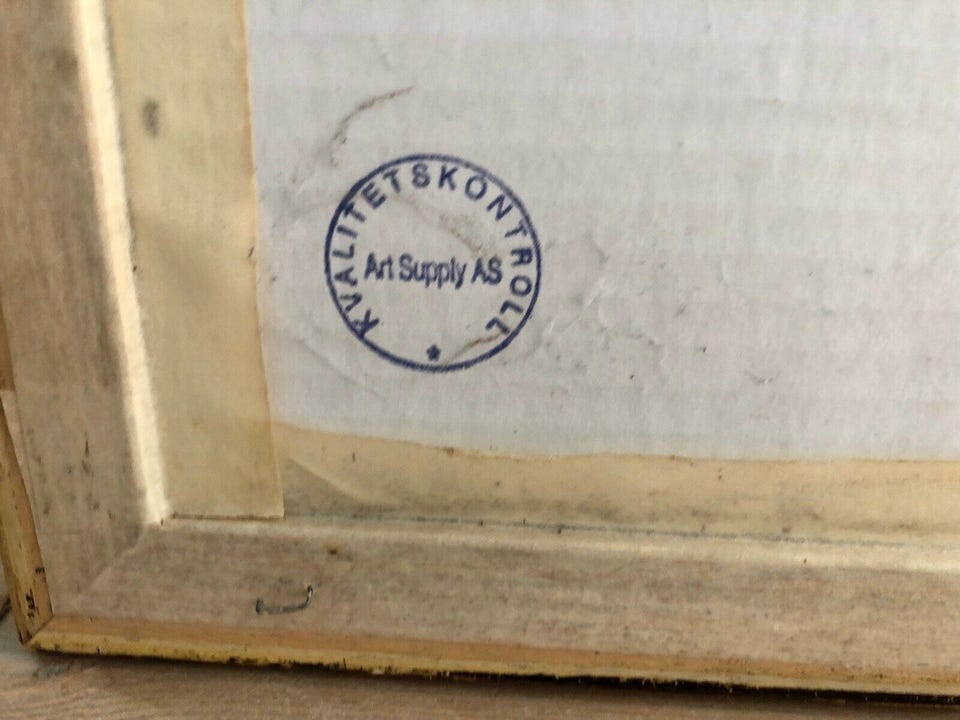 KVALITETSKONTROLL
Art Supply AS